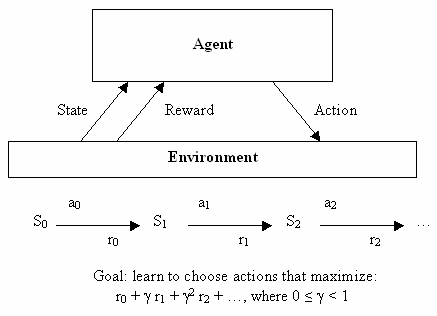 Agent
State Reward Action
Environment
a₀ a₁ a₂
S₀ S₁ S₂ ...
r₀ r₁ r₂
Goal: learn to choose actions that maximize:
r₀ + γ r₁ + γ² r₂ + ..., where 0 ≤ γ < 1